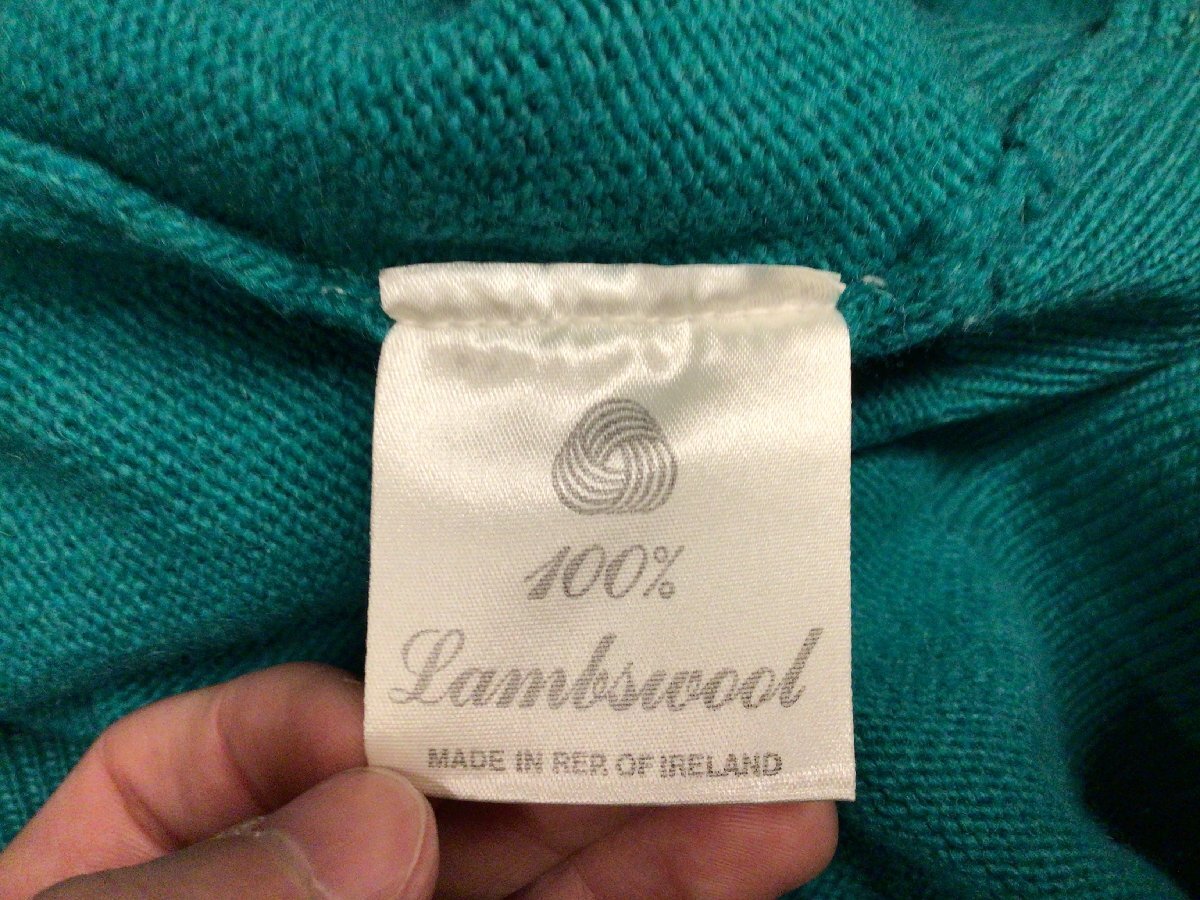 100%
Lambswool
MADE IN REP. OF IRELAND